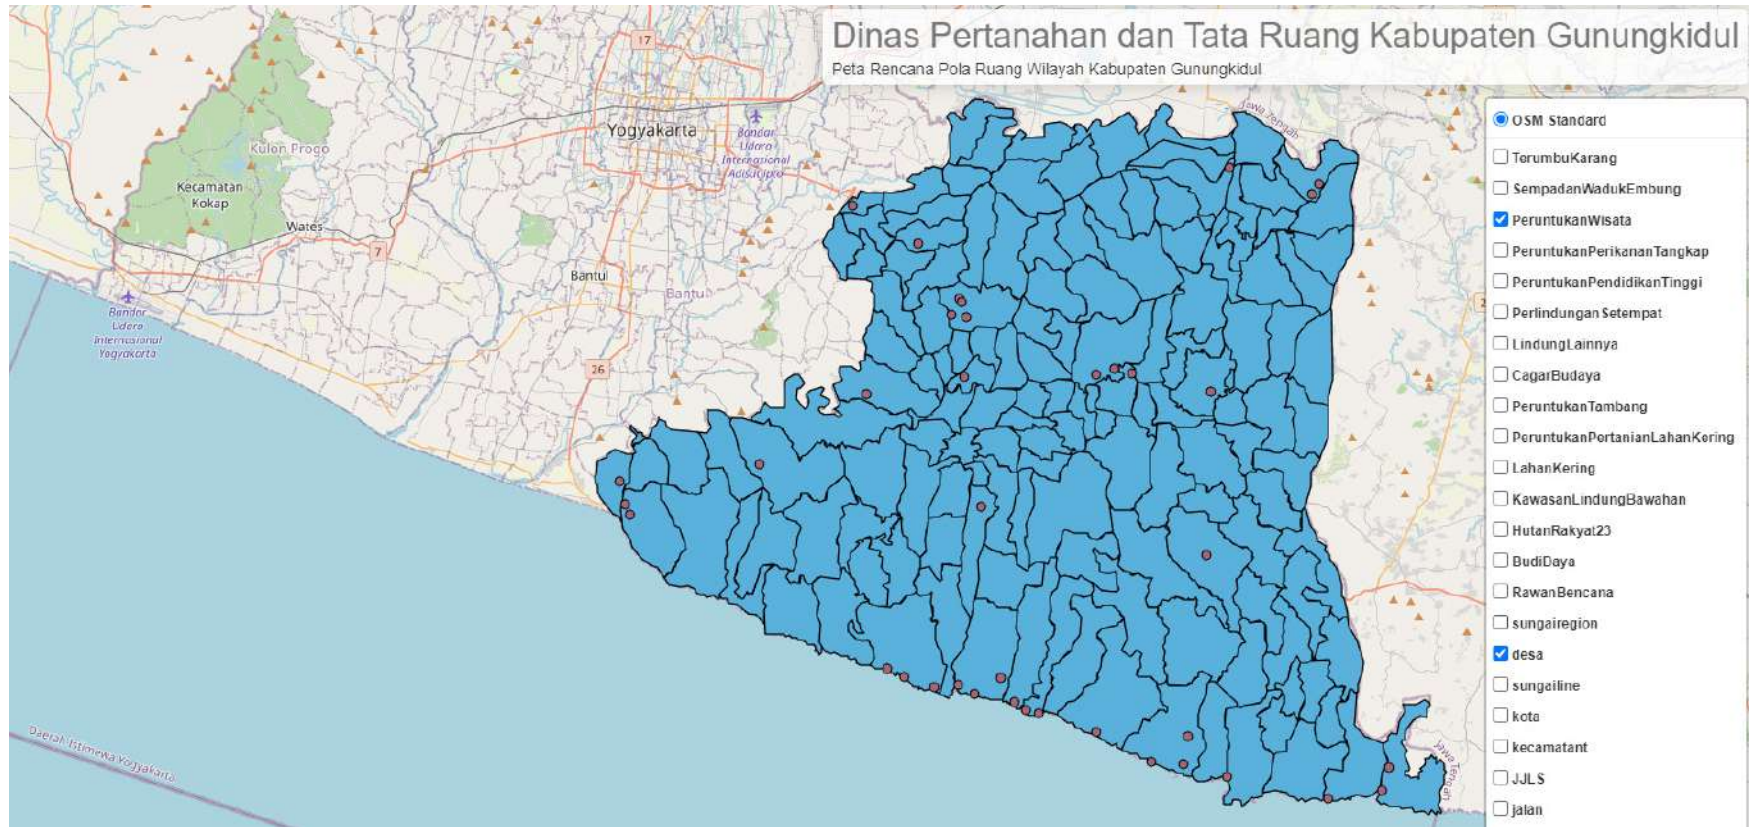 Dinas Pertanahan dan Tata Ruang Kabupaten Gunungkidul
Peta Rencana Pola Ruang Wilayah Kabupaten Gunungkidul
17
Yogyakarta
Bandar
Udara
Internasional
Adisutjipto
Jawa Tengah
Kulon Progo
Kecamatan
Kokap
Wates
7
Bantul
Bantul
Bandar
Udara
Internasional
Yogyakarta
26
Daerah Istimewa Yogyakarta
Jawa Tengah
OSM Standard
TerumbuKarang
SempadanWadukEmbung
PeruntukanWisata
PeruntukanPerikananTangkap
PeruntukanPendidikanTinggi
Perlindungan Setempat
LindungLainnya
CagarBudaya
PeruntukanTambang
PeruntukanPertanianLahanKering
LahanKering
KawasanLindungBawahan
HutanRakyat23
BudiDaya
RawanBencana
sungairegion
desa
sungailine
kota
kecamatant
JJLS
jalan